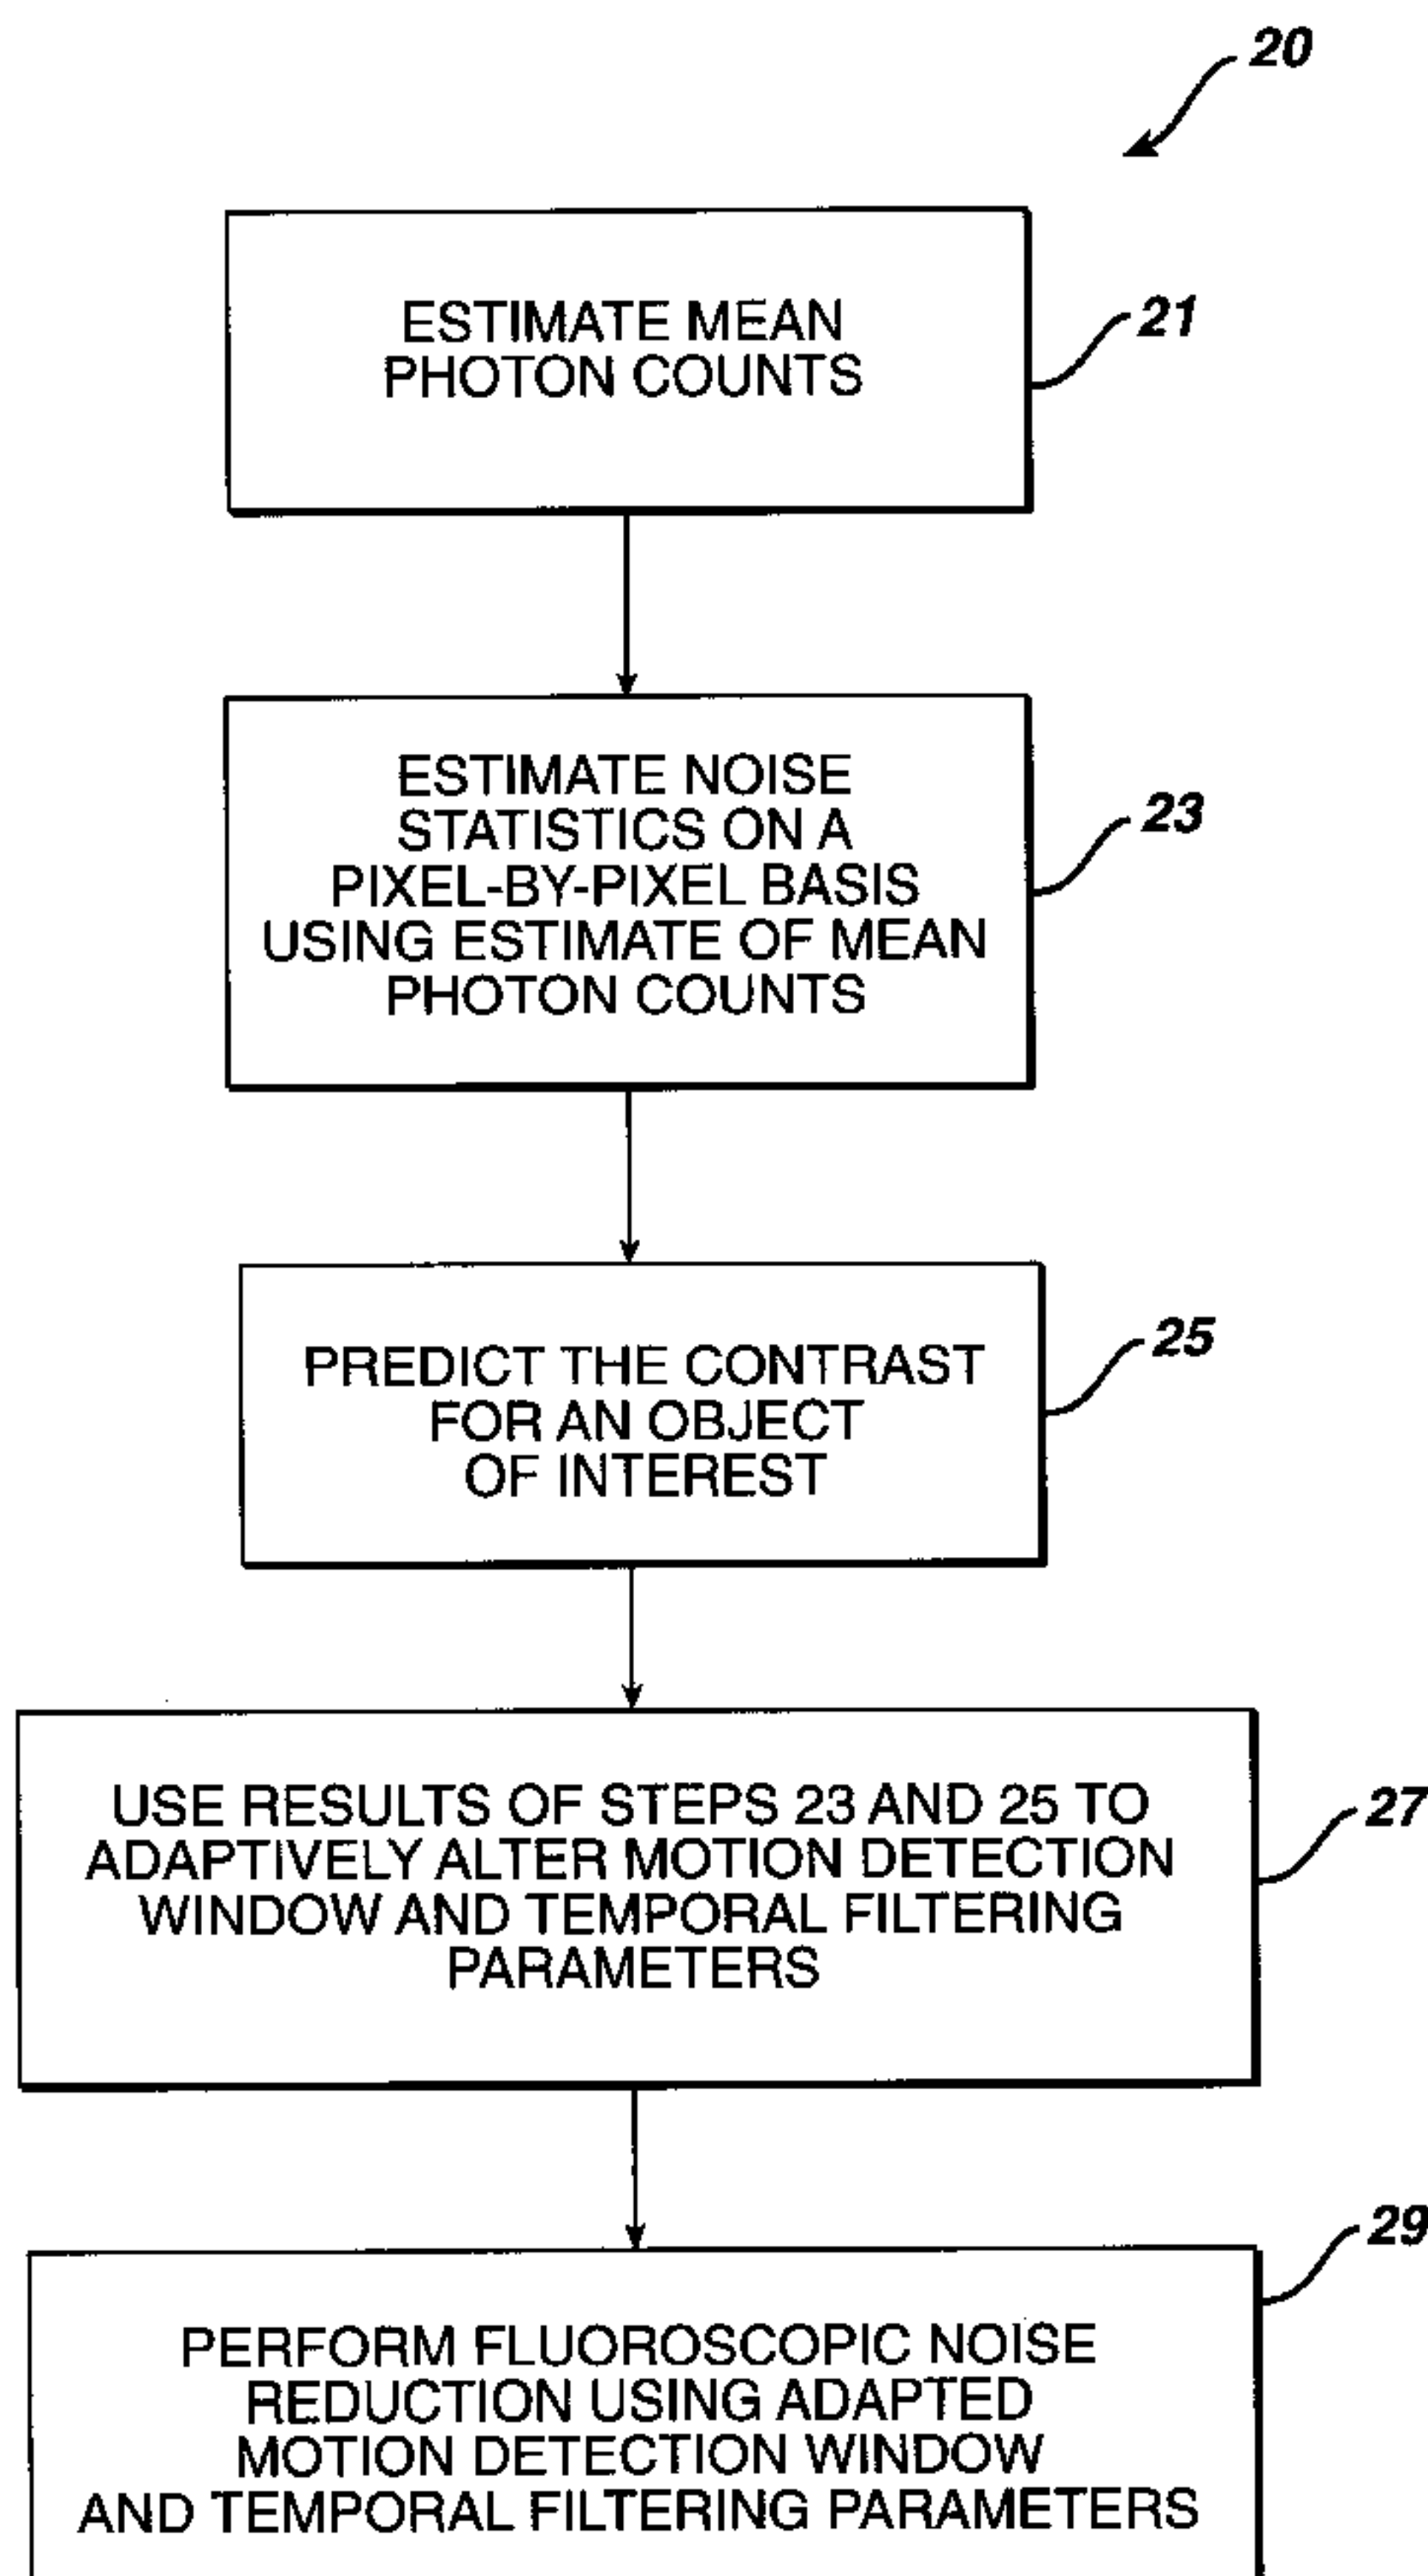 20
ESTIMATE MEAN
PHOTON COUNTS
21
ESTIMATE NOISE
STATISTICS ON A
PIXEL-BY-PIXEL BASIS
USING ESTIMATE OF MEAN
PHOTON COUNTS
23
PREDICT THE CONTRAST
FOR AN OBJECT
OF INTEREST
25
USE RESULTS OF STEPS 23 AND 25 TO
ADAPTIVELY ALTER MOTION DETECTION
WINDOW AND TEMPORAL FILTERING
PARAMETERS
27
PERFORM FLUOROSCOPIC NOISE
REDUCTION USING ADAPTED
MOTION DETECTION WINDOW
AND TEMPORAL FILTERING PARAMETERS
29